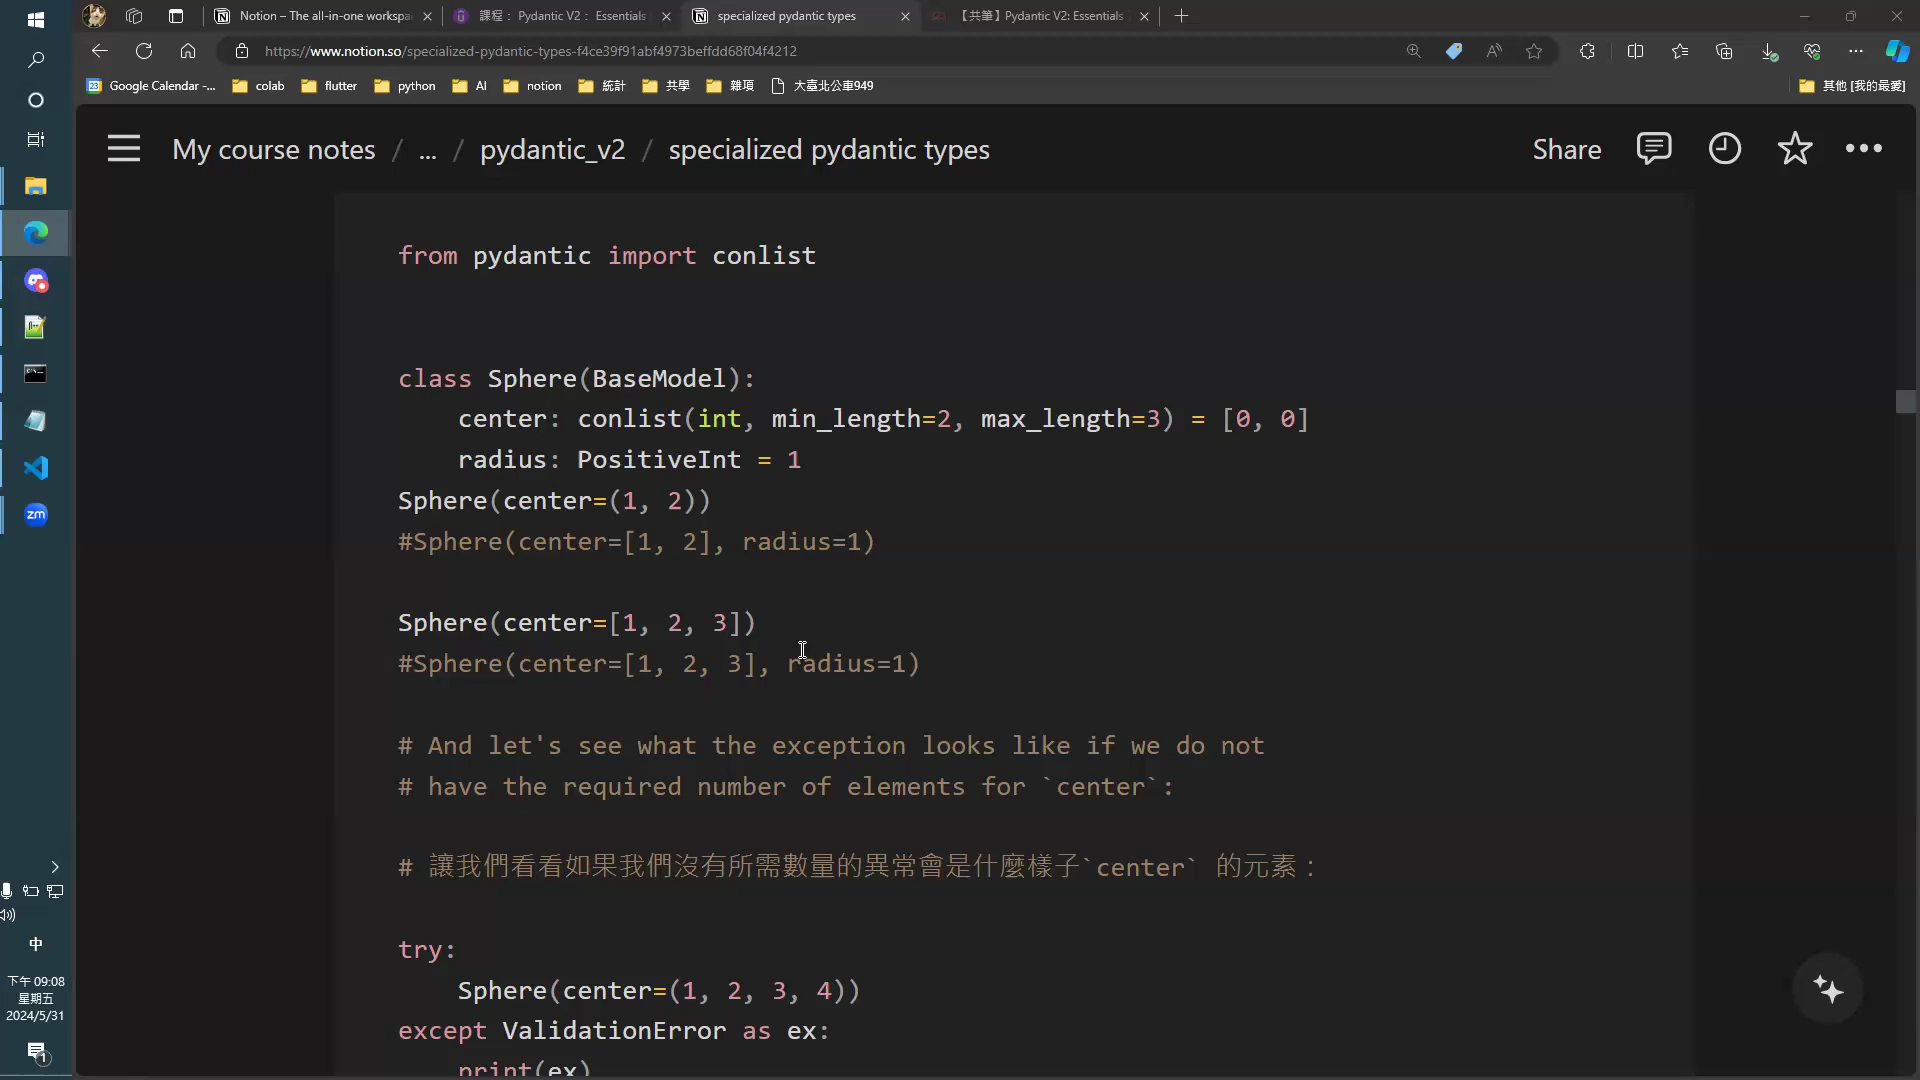 Notion – The all-in-one workspa
課程： Pydantic V2： Essentials
specialized pydantic types
【共筆】Pydantic V2: Essentials
https://www.notion.so/specialized-pydantic-types-f4ce39f91abf4973beffdd68f04f4212
Google Calendar -...
colab
flutter
python
AI
notion
統計
共學
雜項
大臺北公車949
其他 [我的最愛]
My course notes / ... / pydantic_v2 / specialized pydantic types
Share
from pydantic import conlist
class Sphere(BaseModel):
    center: conlist(int, min_length=2, max_length=3) = [0, 0]
    radius: PositiveInt = 1
Sphere(center=(1, 2))
#Sphere(center=[1, 2], radius=1)
Sphere(center=[1, 2, 3])
#Sphere(center=[1, 2, 3], radius=1)
# And let's see what the exception looks like if we do not
# have the required number of elements for `center`:
# 讓我們看看如果我們沒有所需數量的異常會是什麼樣子`center` 的元素：
try:
    Sphere(center=(1, 2, 3, 4))
except ValidationError as ex:
    print(ex)
zm
中
下午 09:08
星期五
2024/5/31
1